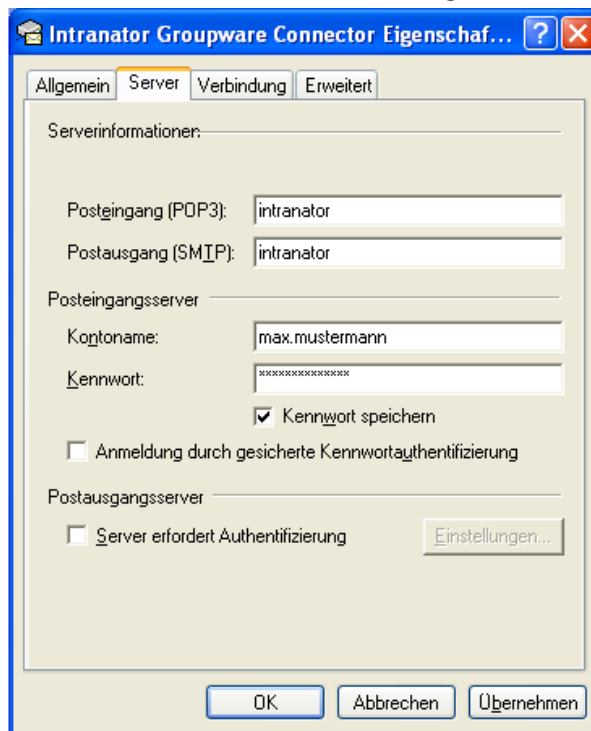 Intranator Groupware Connector Eigenschaf...
Allgemein Server Verbindung Erweitert
Serverinformationen:
Posteingang (POP3): intranator
Postausgang (SMTP): intranator
Posteingangsserver
Kontoname: max.mustermann
Kennwort: **************
Kennwort speichern
Anmeldung durch gesicherte Kennwortauthentifizierung
Postausgangsserver
Server erfordert Authentifizierung Einstellungen...
OK Abbrechen Übernehmen